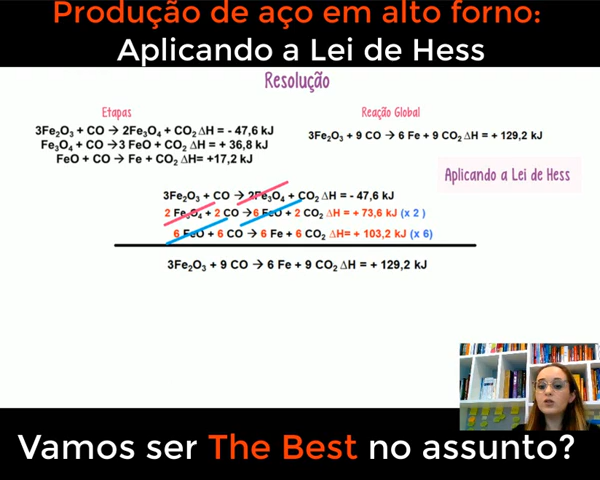 Produção de aço em alto forno:
Aplicando a Lei de Hess
Resolução
Etapas
3Fe₂O₃ + CO → 2Fe₃O₄ + CO₂ ΔH = - 47,6 kJ
Fe₃O₄ + CO →3 FeO + CO₂ ΔH = + 36,8 kJ
FeO + CO → Fe + CO₂ ΔH= +17,2 kJ
Reação Global
3Fe₂O₃ + 9 CO → 6 Fe + 9 CO₂ ΔH = + 129,2 kJ
Aplicando a Lei de Hess
3Fe₂O₃ + CO → 2Fe₃O₄ + CO₂ ΔH = - 47,6 kJ
2 Fe₃O₄ + 2 CO →6 FeO + 2 CO₂ ΔH = + 73,6 kJ (x 2 )
6 FeO + 6 CO → 6 Fe + 6 CO₂ ΔH= + 103,2 kJ (x 6)
3Fe₂O₃ + 9 CO → 6 Fe + 9 CO₂ ΔH = + 129,2 kJ
Vamos ser The Best no assunto?